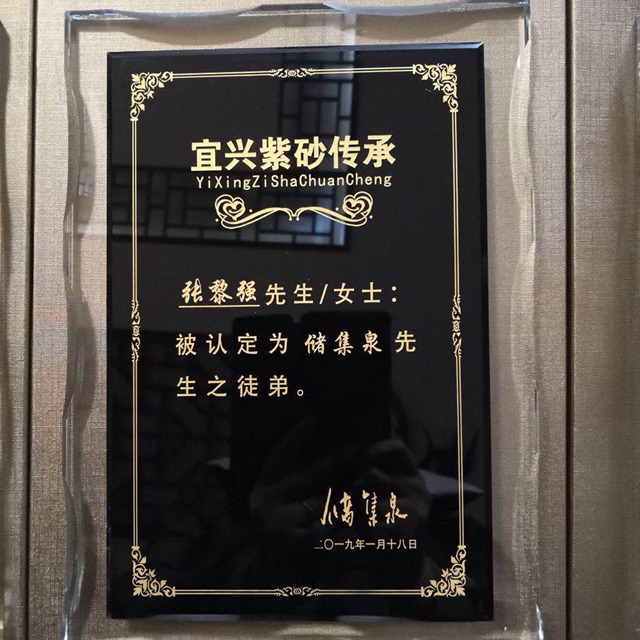 宜兴紫砂传承
YiXingZiShaChuanCheng
张黎强先生/女士：
被认定为储集泉先
生之徒弟。
储集泉
二〇一九年一月十八日